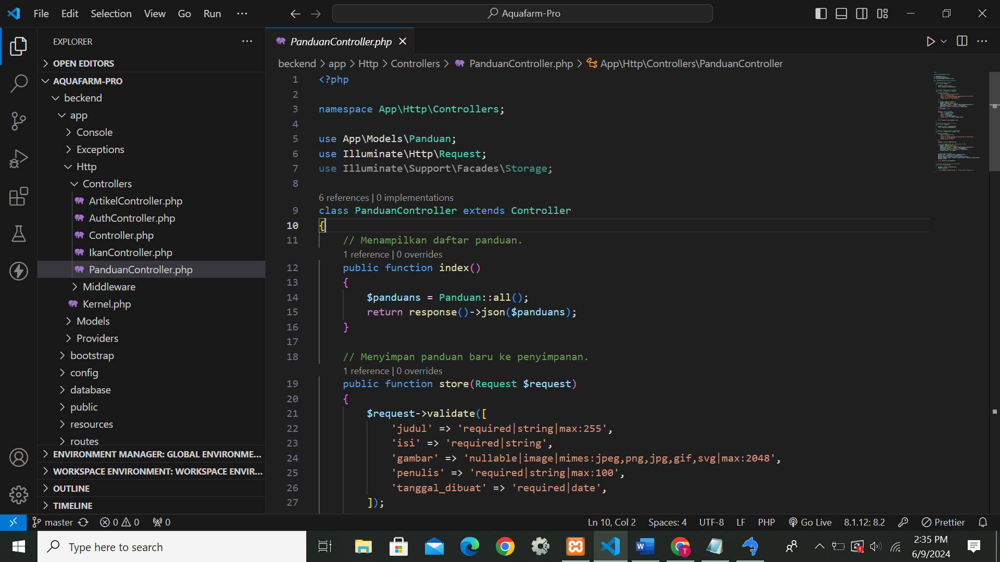 File Edit Selection View Go Run ··· Aquafarm-Pro
EXPLORER
OPEN EDITORS
AQUAFARM-PRO
beckend
app
Console
Exceptions
Http
Controllers
ArtikelController.php
AuthController.php
Controller.php
IkanController.php
PanduanController.php
Middleware
Kernel.php
Models
Providers
bootstrap
config
database
public
resources
routes
ENVIRONMENT MANAGER: GLOBAL ENVIRONME...
WORKSPACE ENVIRONMENT: WORKSPACE ENVIR...
OUTLINE
TIMELINE
PanduanController.php
beckend > app > Http > Controllers > PanduanController.php > App\Http\Controllers\PanduanController
1 <?php
2
3 namespace App\Http\Controllers;
4
5 use App\Models\Panduan;
6 use Illuminate\Http\Request;
7 use Illuminate\Support\Facades\Storage;
8
6 references | 0 implementations
9 class PanduanController extends Controller
10 {
11 // Menampilkan daftar panduan.
1 reference | 0 overrides
12 public function index()
13 {
14 $panduans = Panduan::all();
15 return response()->json($panduans);
16 }
17
18 // Menyimpan panduan baru ke penyimpanan.
1 reference | 0 overrides
19 public function store(Request $request)
20 {
21 $request->validate([
22 'judul' => 'required|string|max:255',
23 'isi' => 'required|string',
24 'gambar' => 'nullable|image|mimes:jpeg,png,jpg,gif,svg|max:2048',
25 'penulis' => 'required|string|max:100',
26 'tanggal_dibuat' => 'required|date',
27 ]);
master 0 0 0 Ln 10, Col 2 Spaces: 4 UTF-8 LF PHP Go Live 8.1.12: 8.2 Prettier
Type here to search
2:35 PM
6/9/2024